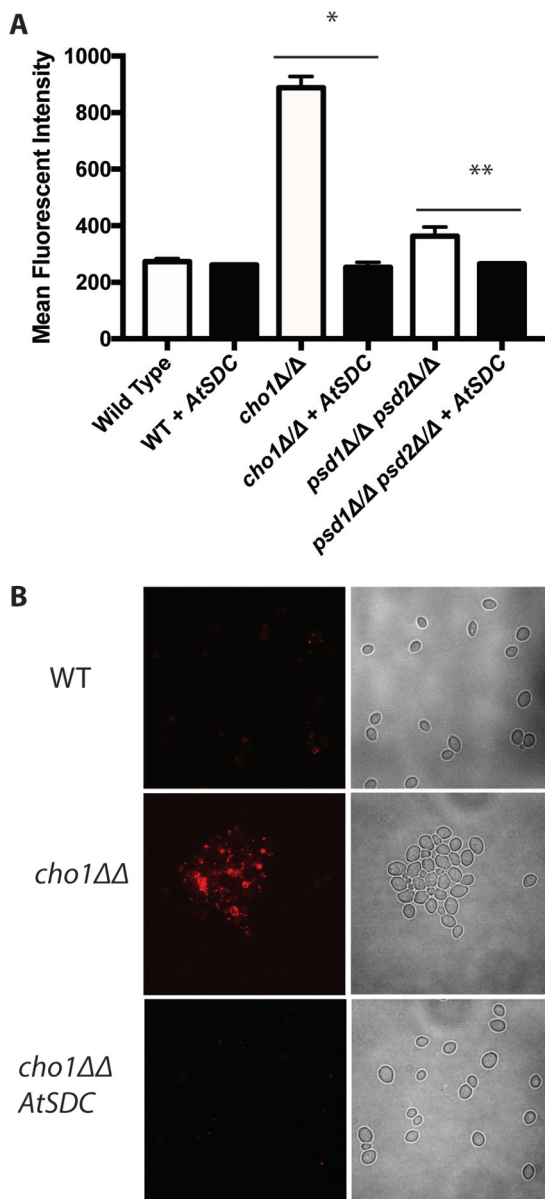 A
*
**
Mean Fluorescent Intensity
1000
800
600
400
200
0
Wild Type
WT + AtSDC
cho1Δ/Δ
cho1Δ/Δ + AtSDC
psd1Δ/Δ psd2Δ/Δ
psd1Δ/Δ psd2Δ/Δ + AtSDC
B
WT
cho1ΔΔ
cho1ΔΔ
AtSDC